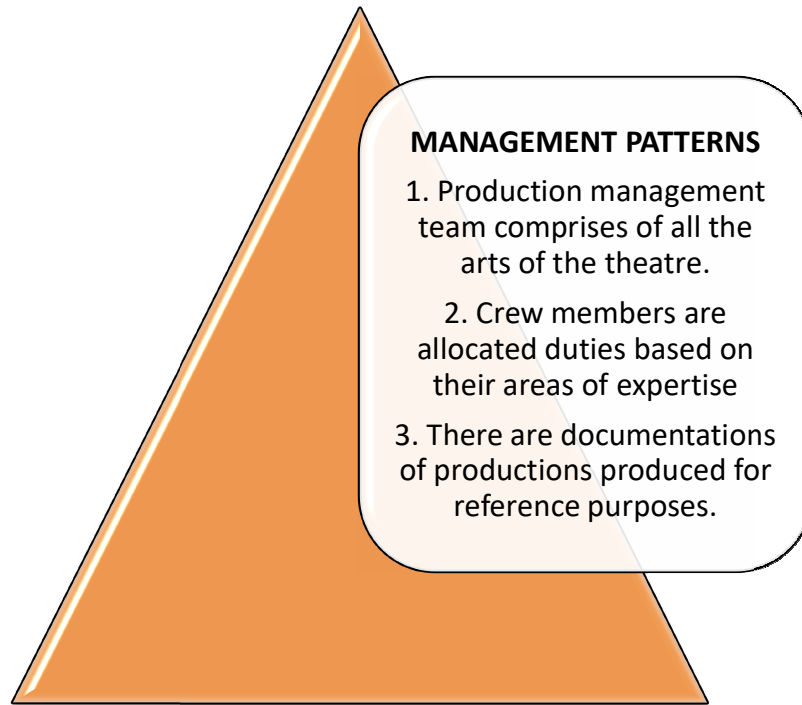 MANAGEMENT PATTERNS
1. Production management
team comprises of all the
arts of the theatre.
2. Crew members are
allocated duties based on
their areas of expertise
3. There are documentations
of productions produced for
reference purposes.